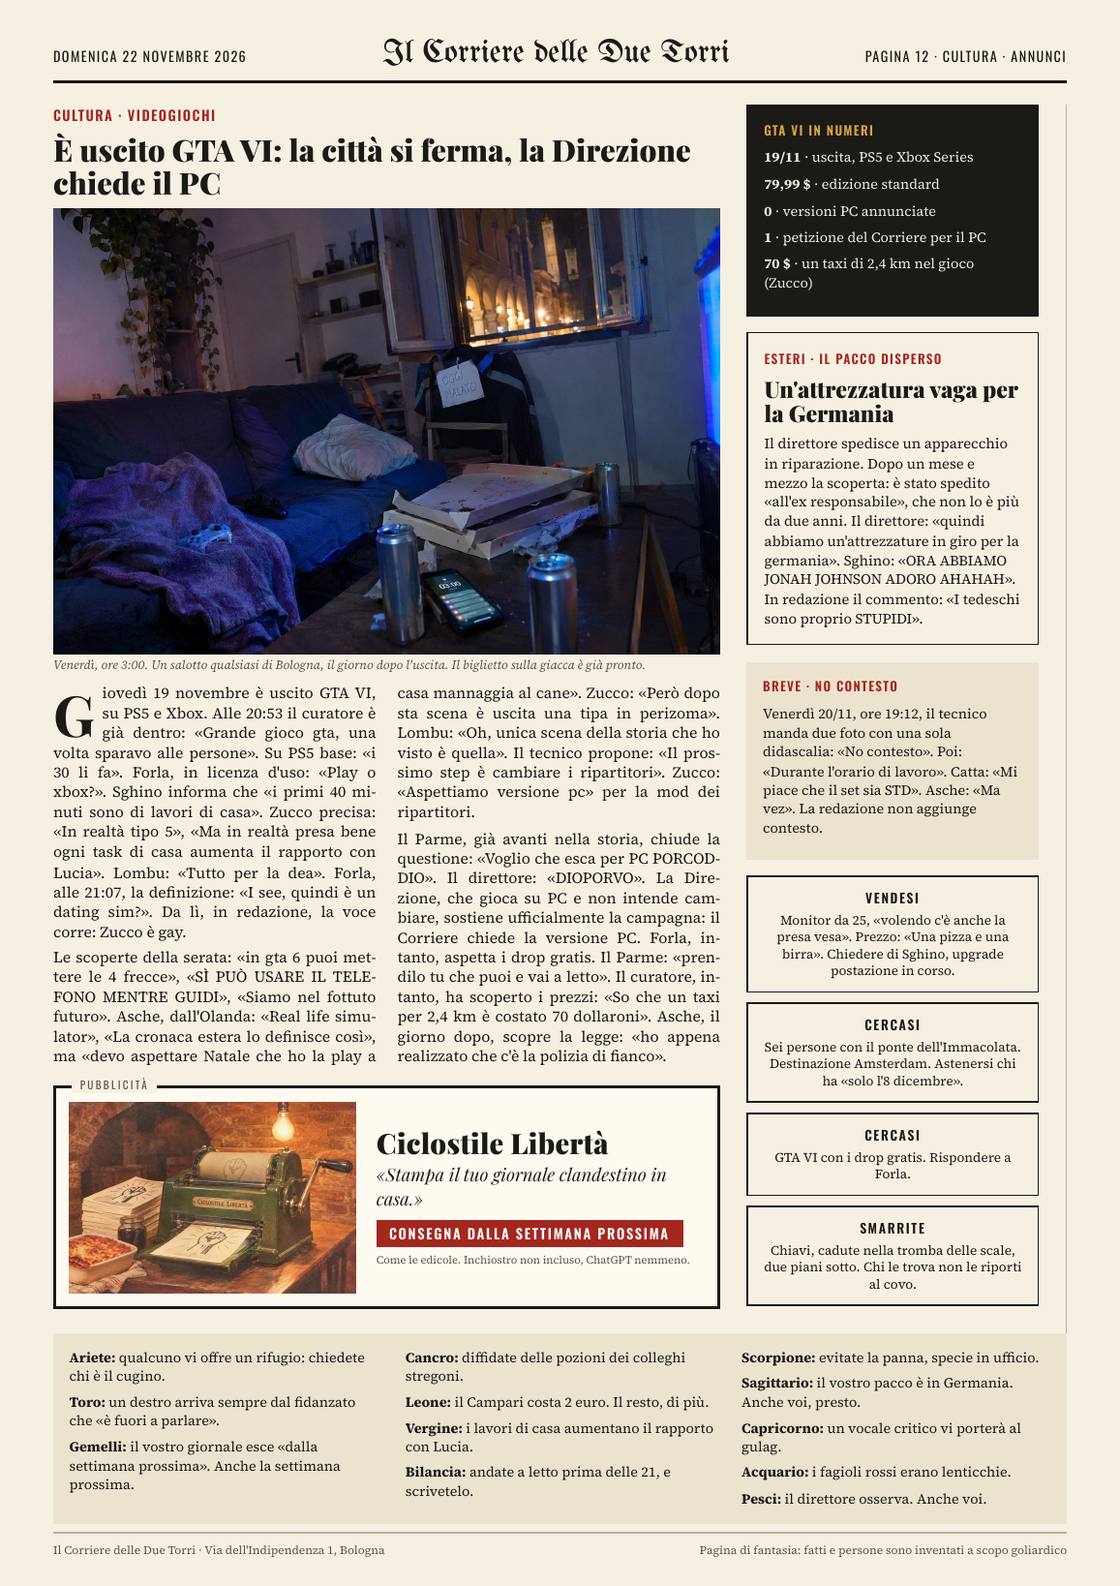 DOMENICA 22 NOVEMBRE 2026
Il Corriere delle Due Torri
PAGINA 12 · CULTURA · ANNUNCI
CULTURA · VIDEOGIOCHI
È uscito GTA VI: la città si ferma, la Direzione
chiede il PC
OGGI
MALATO
03:00
Venerdì, ore 3:00. Un salotto qualsiasi di Bologna, il giorno dopo l'uscita. Il biglietto sulla giacca è già pronto.
Giovedì 19 novembre è uscito GTA VI,
su PS5 e Xbox. Alle 20:53 il curatore è
già dentro: «Grande gioco gta, una
volta sparavo alle persone». Su PS5 base: «i
30 li fa». Forla, in licenza d'uso: «Play o
xbox?». Sghino informa che «i primi 40 mi-
nuti sono di lavori di casa». Zucco precisa:
«In realtà tipo 5», «Ma in realtà presa bene
ogni task di casa aumenta il rapporto con
Lucia». Lombu: «Tutto per la dea». Forla,
alle 21:07, la definizione: «I see, quindi è un
dating sim?». Da lì, in redazione, la voce
corre: Zucco è gay.
Le scoperte della serata: «in gta 6 puoi met-
tere le 4 frecce», «SÌ PUÒ USARE IL TELE-
FONO MENTRE GUIDI», «Siamo nel fottuto
futuro». Asche, dall'Olanda: «Real life simu-
lator», «La cronaca estera lo definisce così»,
ma «devo aspettare Natale che ho la play a
casa mannaggia al cane». Zucco: «Però dopo
sta scena è uscita una tipa in perizoma».
Lombu: «Oh, unica scena della storia che ho
visto è quella». Il tecnico propone: «Il pros-
simo step è cambiare i ripartitori». Zucco:
«Aspettiamo versione pc» per la mod dei
ripartitori.
Il Parme, già avanti nella storia, chiude la
questione: «Voglio che esca per PC PORCOD-
DIO». Il direttore: «DIOPORVO». La Dire-
zione, che gioca su PC e non intende cam-
biare, sostiene ufficialmente la campagna: il
Corriere chiede la versione PC. Forla, in-
tanto, aspetta i drop gratis. Il Parme: «pren-
dilo tu che puoi e vai a letto». Il curatore, in-
tanto, ha scoperto i prezzi: «So che un taxi
per 2,4 km è costato 70 dollaroni». Asche, il
giorno dopo, scopre la legge: «ho appena
realizzato che c'è la polizia di fianco».
PUBBLICITÀ
CICLOSTILE LIBERTÀ
Ciclostile Libertà
«Stampa il tuo giornale clandestino in
casa.»
CONSEGNA DALLA SETTIMANA PROSSIMA
Come le edicole. Inchiostro non incluso, ChatGPT nemmeno.
GTA VI IN NUMERI
19/11 · uscita, PS5 e Xbox Series
79,99 $ · edizione standard
0 · versioni PC annunciate
1 · petizione del Corriere per il PC
70 $ · un taxi di 2,4 km nel gioco
(Zucco)
ESTERI · IL PACCO DISPERSO
Un'attrezzatura vaga per
la Germania
Il direttore spedisce un apparecchio
in riparazione. Dopo un mese e
mezzo la scoperta: è stato spedito
«all'ex responsabile», che non lo è più
da due anni. Il direttore: «quindi
abbiamo un'attrezzature in giro per la
germania». Sghino: «ORA ABBIAMO
JONAH JOHNSON ADORO AHAHAH».
In redazione il commento: «I tedeschi
sono proprio STUPIDI».
BREVE · NO CONTESTO
Venerdì 20/11, ore 19:12, il tecnico
manda due foto con una sola
didascalia: «No contesto». Poi:
«Durante l'orario di lavoro». Catta: «Mi
piace che il set sia STD». Asche: «Ma
vez». La redazione non aggiunge
contesto.
VENDESI
Monitor da 25, «volendo c'è anche la
presa vesa». Prezzo: «Una pizza e una
birra». Chiedere di Sghino, upgrade
postazione in corso.
CERCASI
Sei persone con il ponte dell'Immacolata.
Destinazione Amsterdam. Astenersi chi
ha «solo l'8 dicembre».
CERCASI
GTA VI con i drop gratis. Rispondere a
Forla.
SMARRITE
Chiavi, cadute nella tromba delle scale,
due piani sotto. Chi le trova non le riporti
al covo.
Ariete: qualcuno vi offre un rifugio: chiedete
chi è il cugino.
Toro: un destro arriva sempre dal fidanzato
che «è fuori a parlare».
Gemelli: il vostro giornale esce «dalla
settimana prossima». Anche la settimana
prossima.
Cancro: diffidate delle pozioni dei colleghi
stregoni.
Leone: il Campari costa 2 euro. Il resto, di più.
Vergine: i lavori di casa aumentano il rapporto
con Lucia.
Bilancia: andate a letto prima delle 21, e
scrivetelo.
Scorpione: evitate la panna, specie in ufficio.
Sagittario: il vostro pacco è in Germania.
Anche voi, presto.
Capricorno: un vocale critico vi porterà al
gulag.
Acquario: i fagioli rossi erano lenticchie.
Pesci: il direttore osserva. Anche voi.
Il Corriere delle Due Torri · Via dell'Indipendenza 1, Bologna
Pagina di fantasia: fatti e persone sono inventati a scopo goliardico